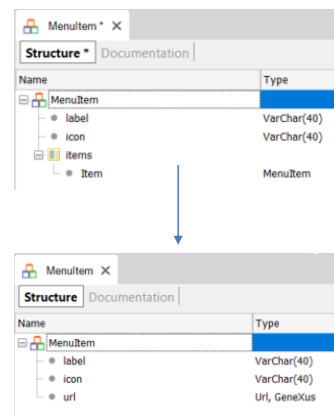 MenuItem * X
Structure * Documentation
Name Type
MenuItem
label VarChar(40)
icon VarChar(40)
items
Item MenuItem
MenuItem X
Structure Documentation
Name Type
MenuItem
label VarChar(40)
icon VarChar(40)
url Url, GeneXus